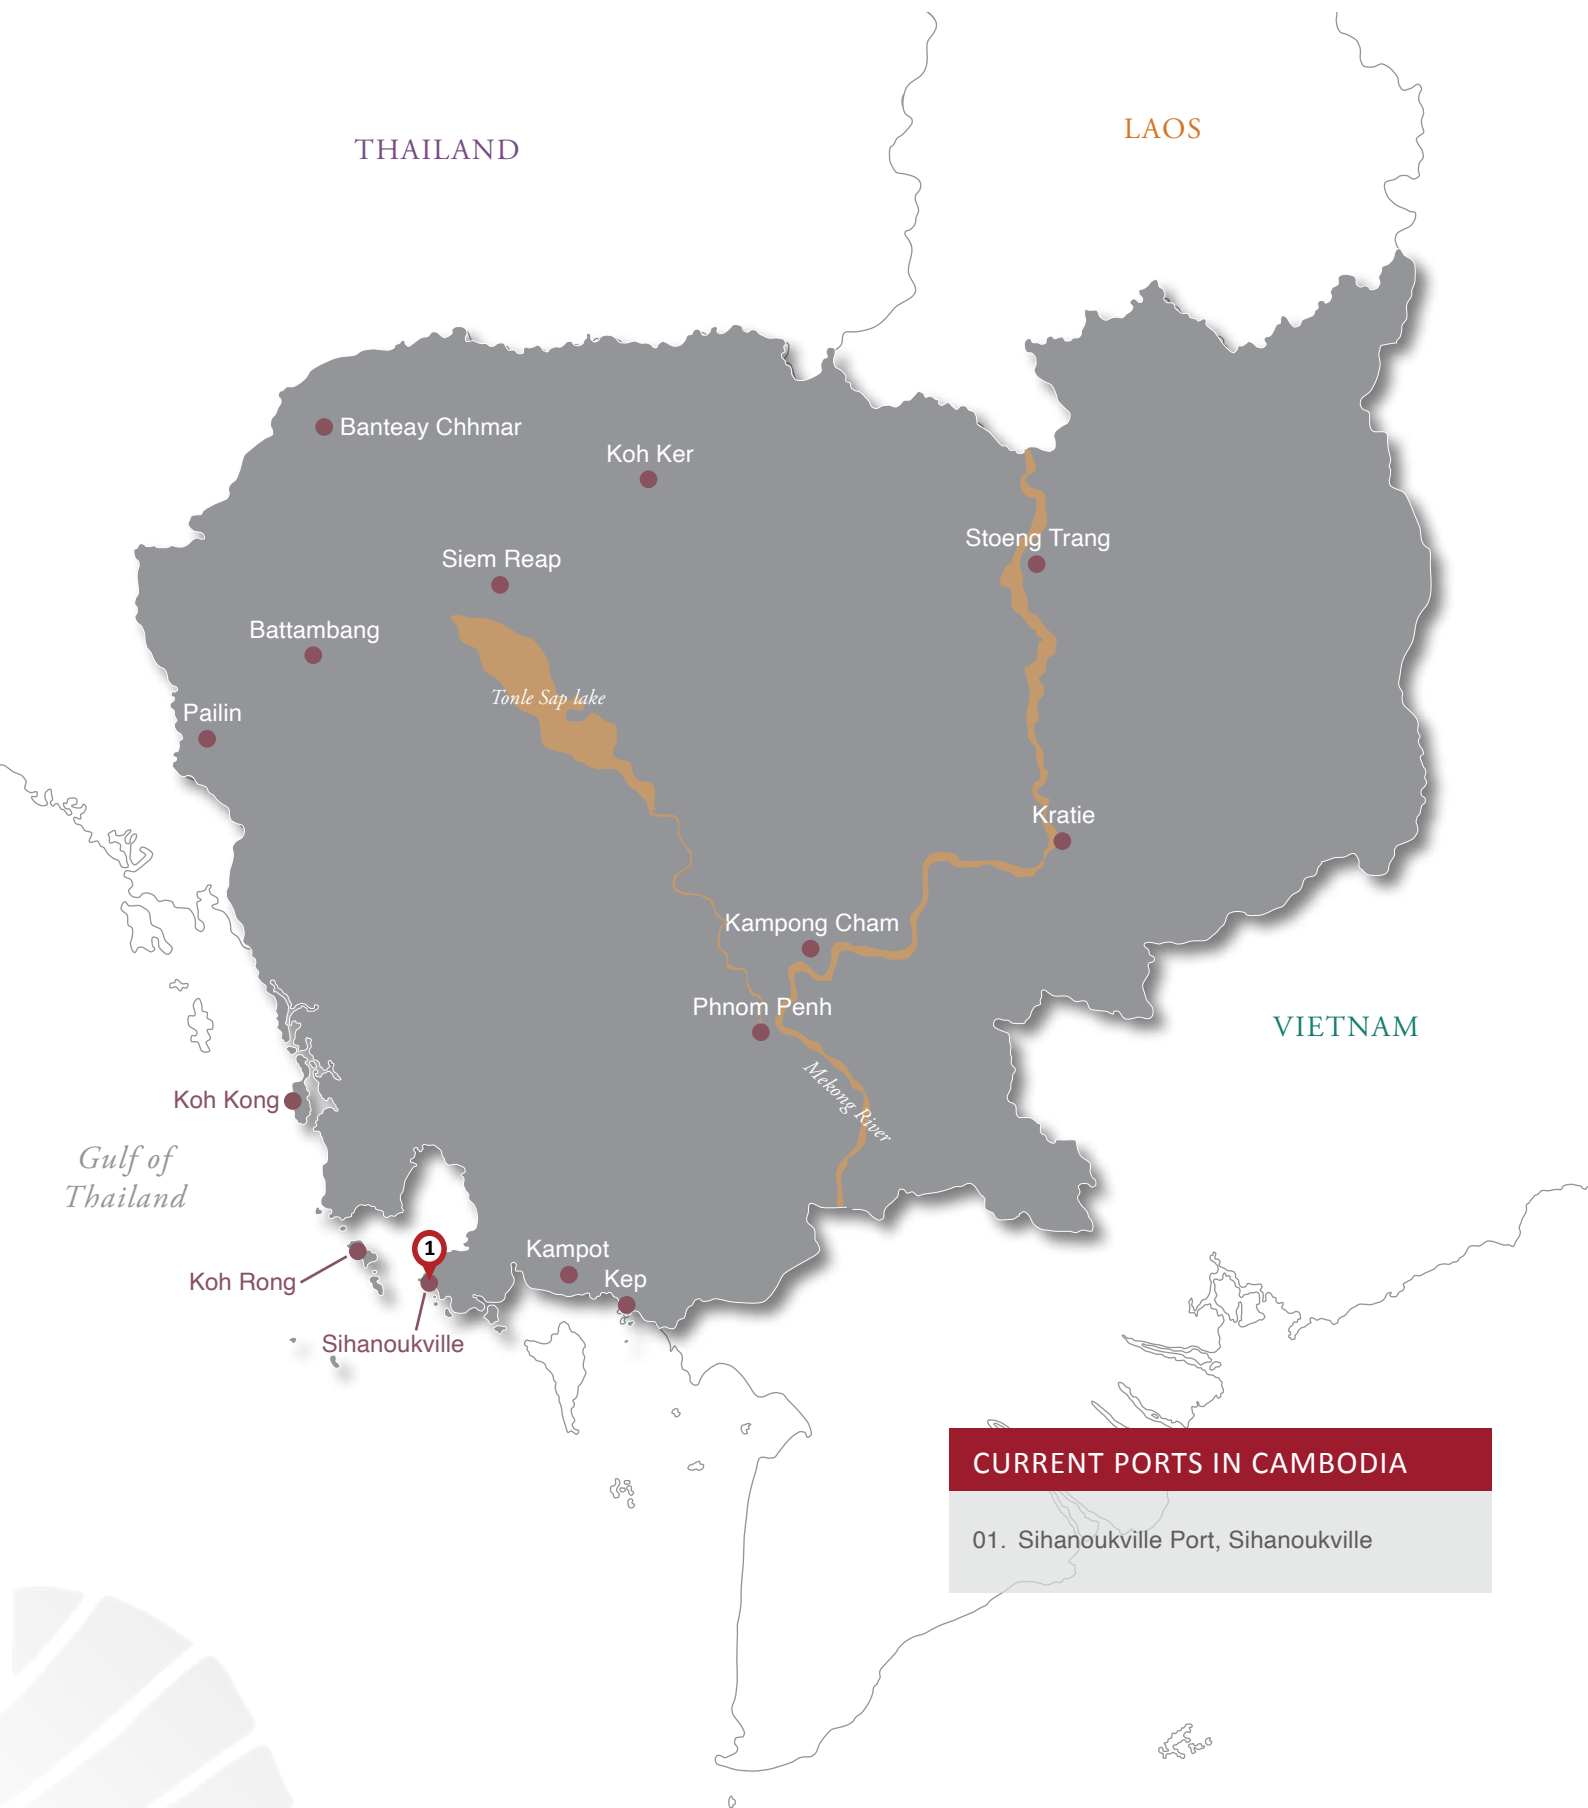 LAOS
THAILAND
Banteay Chhmar
Koh Ker
Stoeng Trang
Siem Reap
Battambang
Tonle Sap lake
Pailin
Kratie
Kampong Cham
Phnom Penh
VIETNAM
Mekong River
Koh Kong
Gulf of
Thailand
1
Kampot
Koh Rong
Kep
Sihanoukville
CURRENT PORTS IN CAMBODIA
01. Sihanoukville Port, Sihanoukville